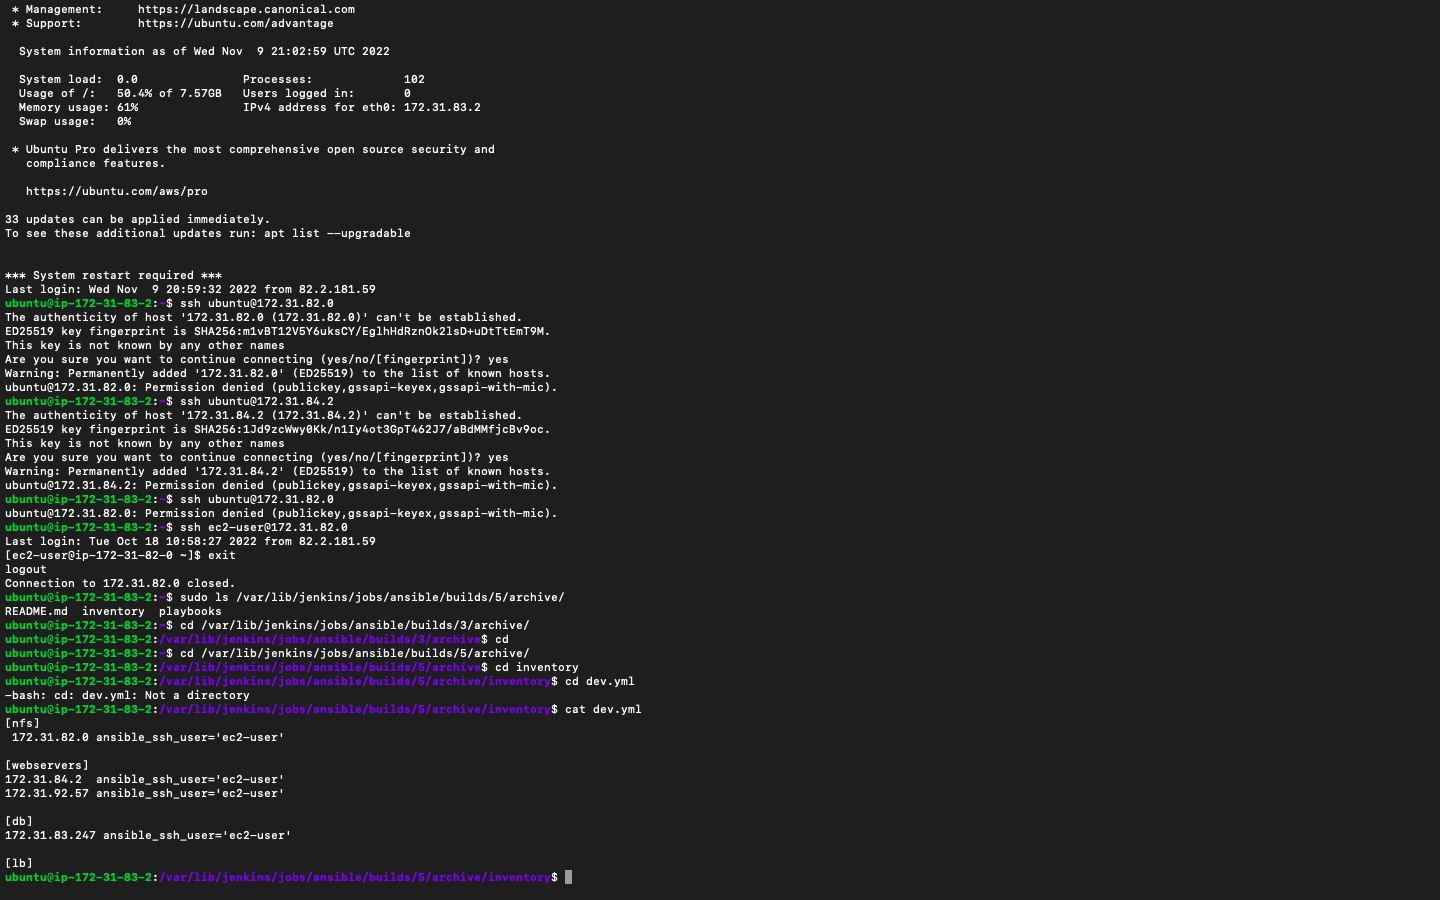 * Management:     https://landscape.canonical.com
 * Support:        https://ubuntu.com/advantage

  System information as of Wed Nov  9 21:02:59 UTC 2022

  System load:  0.0               Processes:             102
  Usage of /:   50.4% of 7.57GB   Users logged in:       0
  Memory usage: 61%               IPv4 address for eth0: 172.31.83.2
  Swap usage:   0%

 * Ubuntu Pro delivers the most comprehensive open source security and
   compliance features.

   https://ubuntu.com/aws/pro

33 updates can be applied immediately.
To see these additional updates run: apt list --upgradable


*** System restart required ***
Last login: Wed Nov  9 20:59:32 2022 from 82.2.181.59
ubuntu@ip-172-31-83-2:~$ ssh ubuntu@172.31.82.0
The authenticity of host '172.31.82.0 (172.31.82.0)' can't be established.
ED25519 key fingerprint is SHA256:m1vBT12V5Y6uksCY/EglhHdRznOk2lsD+uDtTtEmT9M.
This key is not known by any other names
Are you sure you want to continue connecting (yes/no/[fingerprint])? yes
Warning: Permanently added '172.31.82.0' (ED25519) to the list of known hosts.
ubuntu@172.31.82.0: Permission denied (publickey,gssapi-keyex,gssapi-with-mic).
ubuntu@ip-172-31-83-2:~$ ssh ubuntu@172.31.84.2
The authenticity of host '172.31.84.2 (172.31.84.2)' can't be established.
ED25519 key fingerprint is SHA256:1Jd9zcWwy0Kk/n1Iy4ot3GpT462J7/aBdMMfjcBv9oc.
This key is not known by any other names
Are you sure you want to continue connecting (yes/no/[fingerprint])? yes
Warning: Permanently added '172.31.84.2' (ED25519) to the list of known hosts.
ubuntu@172.31.84.2: Permission denied (publickey,gssapi-keyex,gssapi-with-mic).
ubuntu@ip-172-31-83-2:~$ ssh ubuntu@172.31.82.0
ubuntu@172.31.82.0: Permission denied (publickey,gssapi-keyex,gssapi-with-mic).
ubuntu@ip-172-31-83-2:~$ ssh ec2-user@172.31.82.0
Last login: Tue Oct 18 10:58:27 2022 from 82.2.181.59
[ec2-user@ip-172-31-82-0 ~]$ exit
logout
Connection to 172.31.82.0 closed.
ubuntu@ip-172-31-83-2:~$ sudo ls /var/lib/jenkins/jobs/ansible/builds/5/archive/
README.md  inventory  playbooks
ubuntu@ip-172-31-83-2:~$ cd /var/lib/jenkins/jobs/ansible/builds/3/archive/
ubuntu@ip-172-31-83-2:/var/lib/jenkins/jobs/ansible/builds/3/archive$ cd
ubuntu@ip-172-31-83-2:~$ cd /var/lib/jenkins/jobs/ansible/builds/5/archive/
ubuntu@ip-172-31-83-2:/var/lib/jenkins/jobs/ansible/builds/5/archive$ cd inventory
ubuntu@ip-172-31-83-2:/var/lib/jenkins/jobs/ansible/builds/5/archive/inventory$ cd dev.yml
-bash: cd: dev.yml: Not a directory
ubuntu@ip-172-31-83-2:/var/lib/jenkins/jobs/ansible/builds/5/archive/inventory$ cat dev.yml
[nfs]
 172.31.82.0 ansible_ssh_user='ec2-user'

[webservers]
172.31.84.2  ansible_ssh_user='ec2-user'
172.31.92.57 ansible_ssh_user='ec2-user'

[db]
172.31.83.247 ansible_ssh_user='ec2-user'

[lb]
ubuntu@ip-172-31-83-2:/var/lib/jenkins/jobs/ansible/builds/5/archive/inventory$